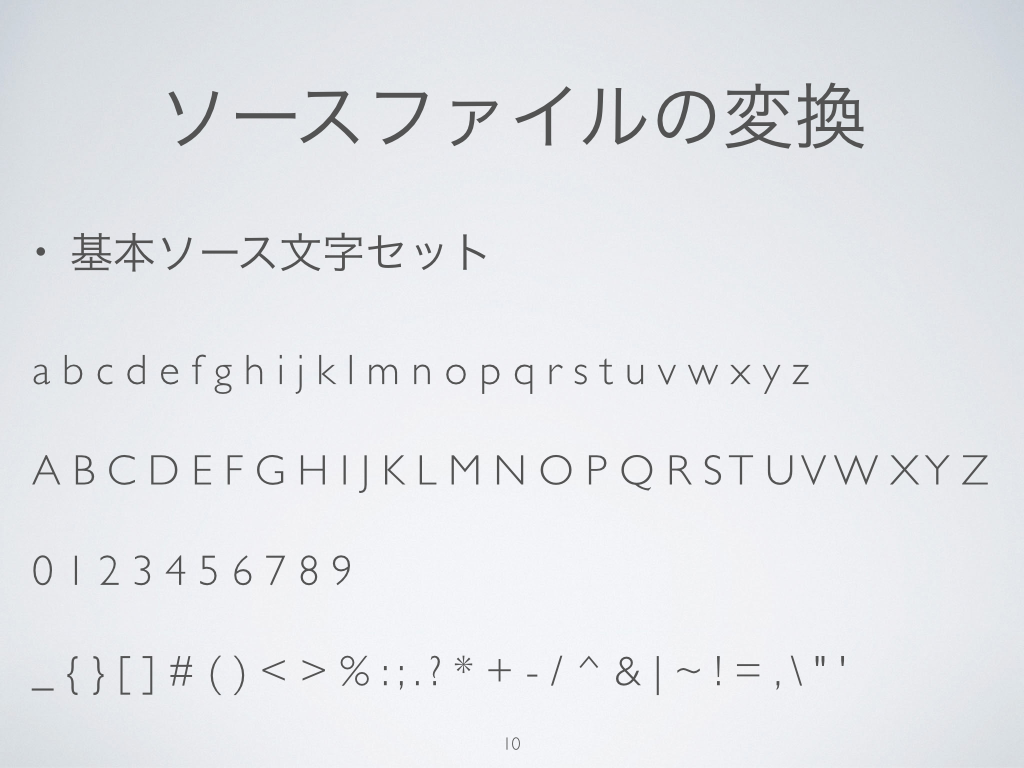 ソースファイルの変換
• 基本ソース文字セット
a b c d e f g h i j k l m n o p q r s t u v w x y z
A B C D E F G H I J K L M N O P Q R S T U V W X Y Z
0 1 2 3 4 5 6 7 8 9
_ { } [ ] # ( ) < > % : ; . ? * + - / ^ & | ~ ! = , \ " '
10